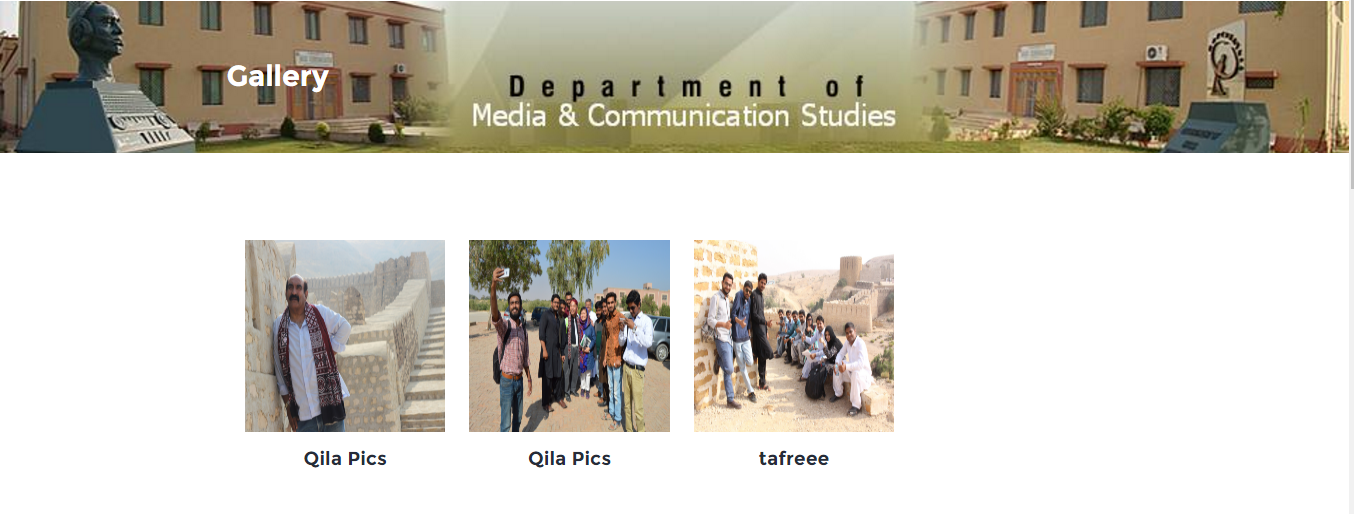 Gallery
Department of
Media & Communication Studies
Qila Pics
Qila Pics
tafreee